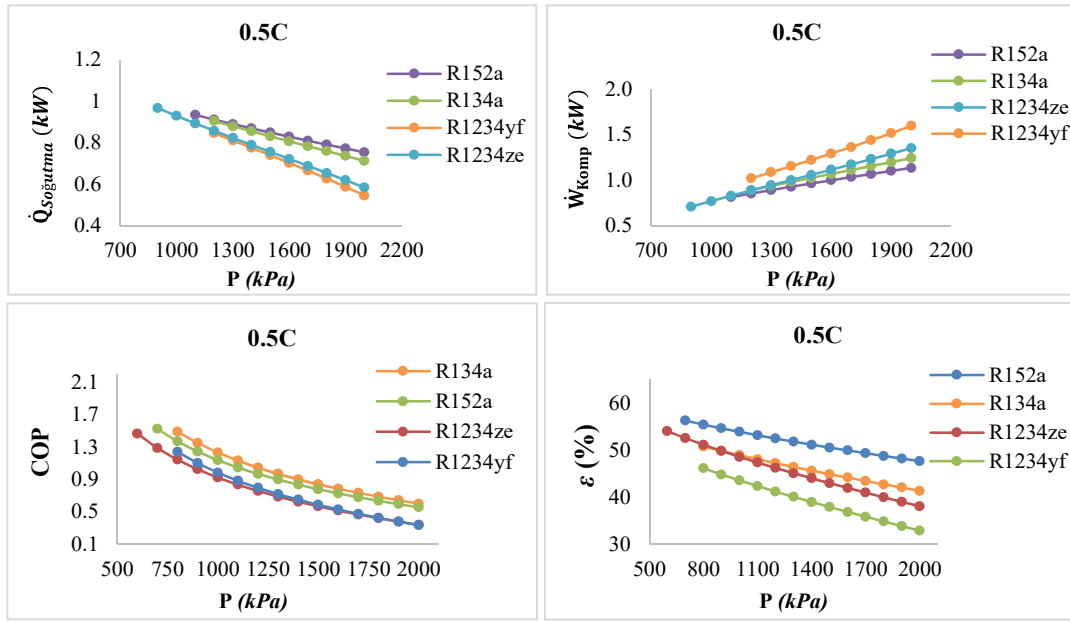 0.5C
Q̇Soğutma (kW)
1.2
1
0.8
0.6
0.4
700 1000 1300 1600 1900 2200
P (kPa)
R152a
R134a
R1234yf
R1234ze
0.5C
ẆKomp (kW)
2.0
1.5
1.0
0.5
700 1000 1300 1600 1900 2200
P (kPa)
R152a
R134a
R1234ze
R1234yf
0.5C
COP
2.1
1.7
1.3
0.9
0.5
0.1
500 750 1000 1250 1500 1750 2000
P (kPa)
R134a
R152a
R1234ze
R1234yf
0.5C
ε (%)
60
50
40
30
500 800 1100 1400 1700 2000
P (kPa)
R152a
R134a
R1234ze
R1234yf